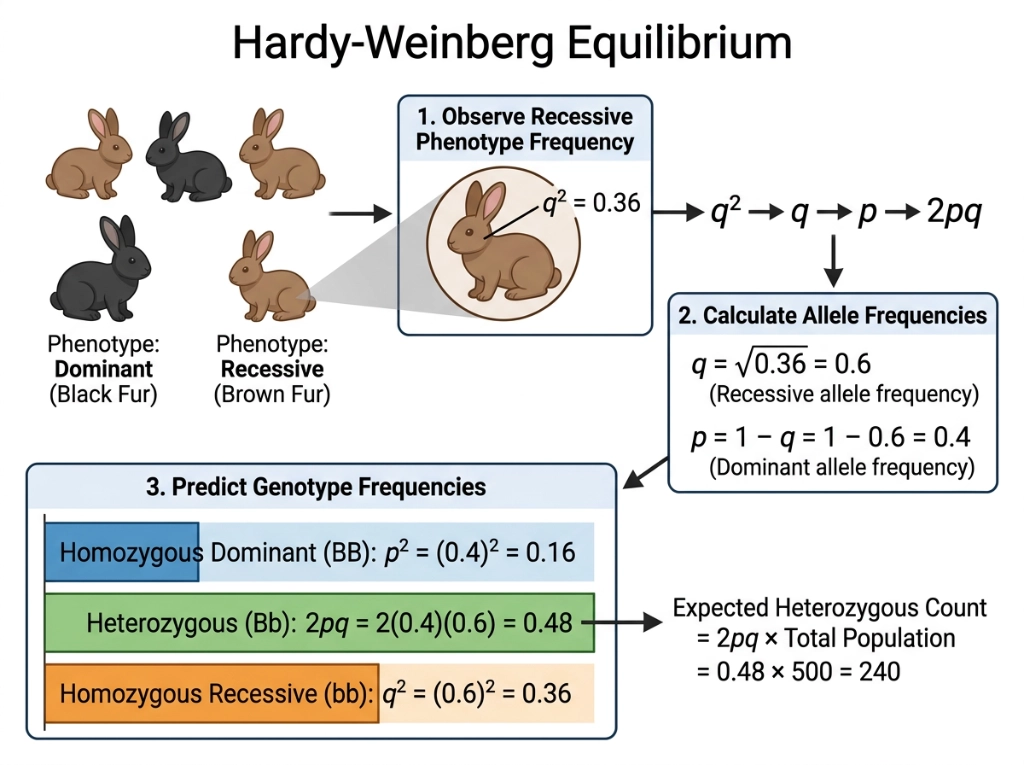 Hardy-Weinberg Equilibrium
Phenotype:
Dominant
(Black Fur)
Phenotype:
Recessive
(Brown Fur)
1. Observe Recessive
Phenotype Frequency
q² = 0.36
q² → q → p → 2pq
2. Calculate Allele Frequencies
q = √0.36 = 0.6
(Recessive allele frequency)
p = 1 − q = 1 − 0.6 = 0.4
(Dominant allele frequency)
3. Predict Genotype Frequencies
Homozygous Dominant (BB): p² = (0.4)² = 0.16
Heterozygous (Bb): 2pq = 2(0.4)(0.6) = 0.48
Homozygous Recessive (bb): q² = (0.6)² = 0.36
Expected Heterozygous Count
= 2pq × Total Population
= 0.48 × 500 = 240